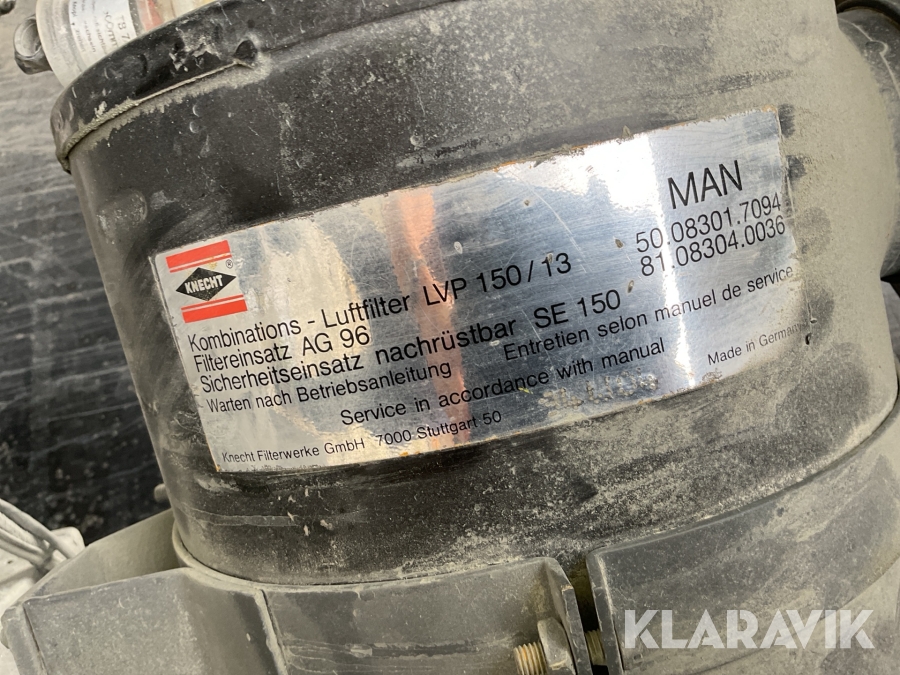 KNECHT
®
Kombinations - Luftfilter LVP 150/13
Filtereinsatz AG 96
Sicherheitseinsatz nachrüstbar SE 150
MAN
50.08301.7094
81.08304.0036
Warten nach Betriebsanleitung Entretien selon manuel de service
Service in accordance with manual
Knecht Filterwerke GmbH 7000 Stuttgart 50 Made in Germany
KLARAVIK